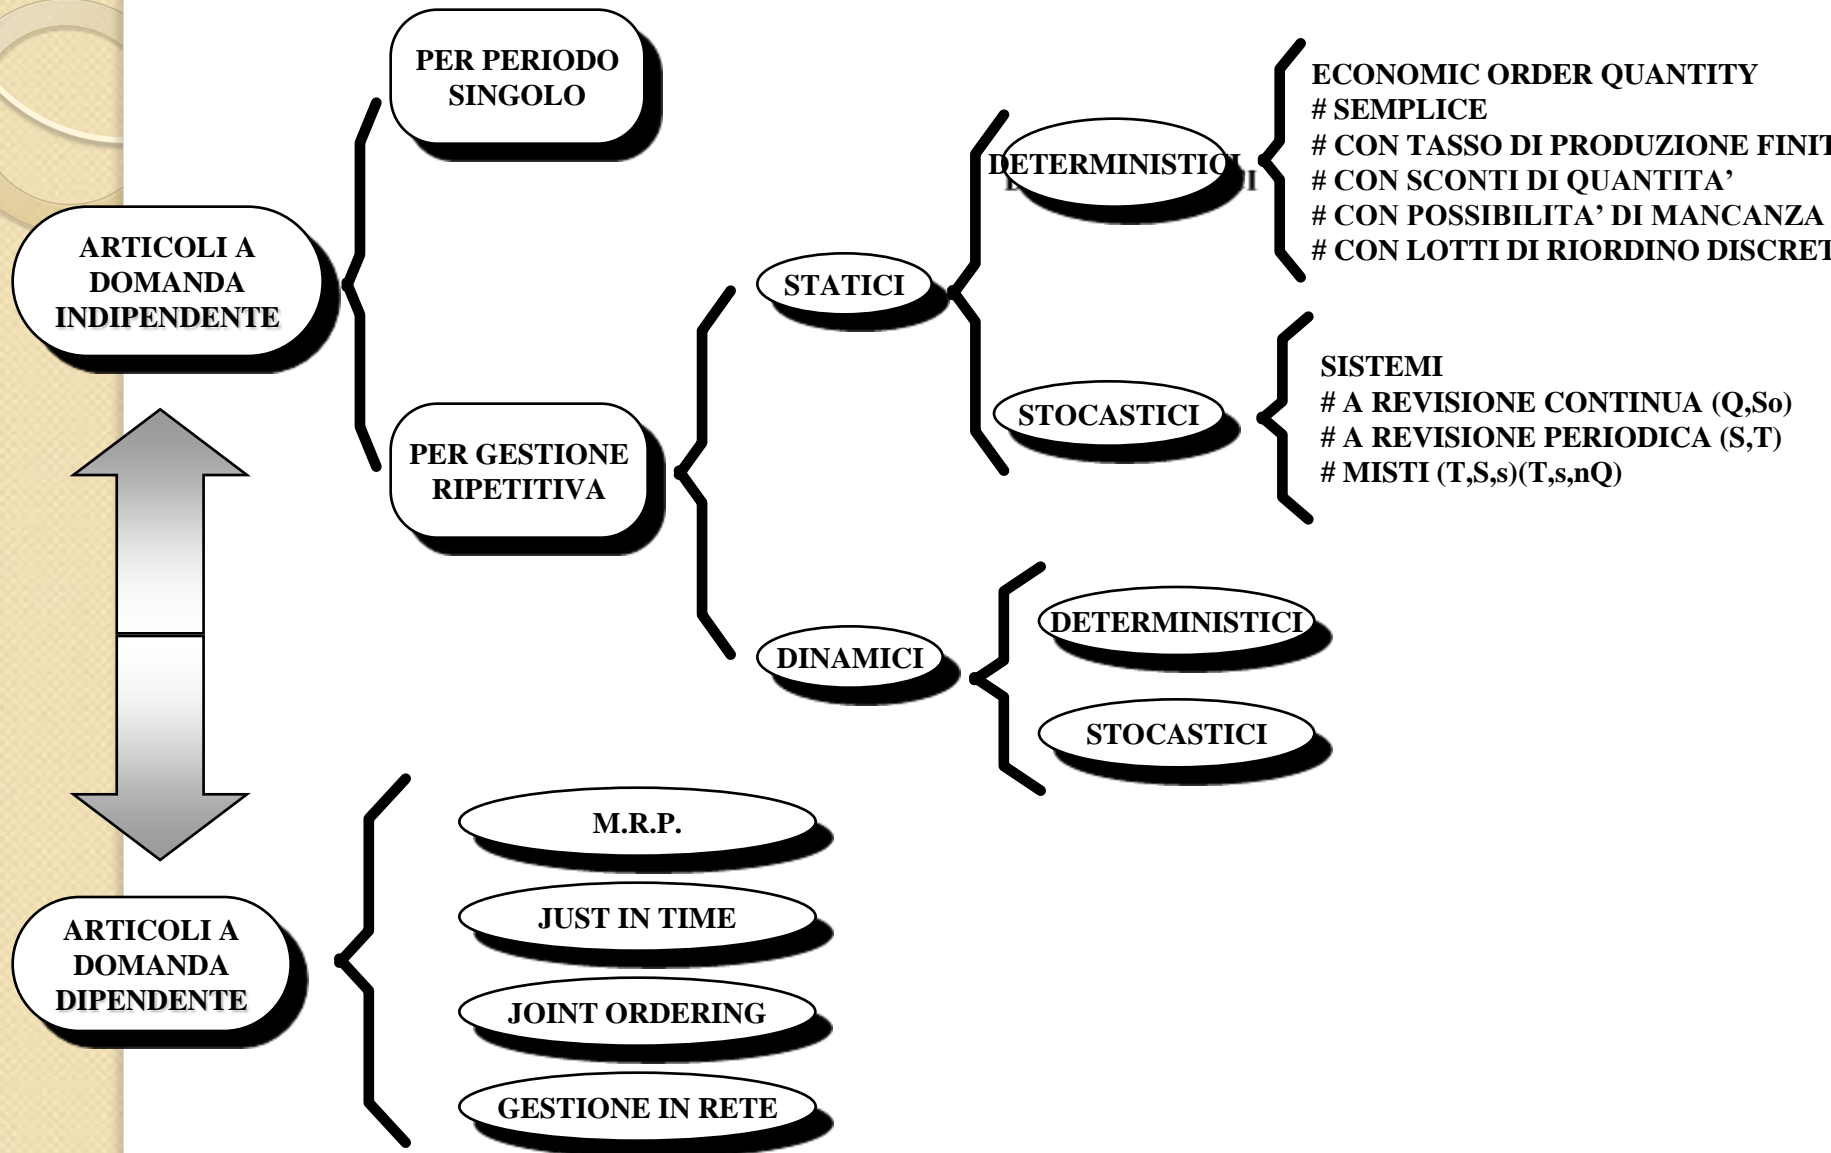 PER PERIODO
SINGOLO
ARTICOLI A
DOMANDA
INDIPENDENTE
PER GESTIONE
RIPETITIVA
STATICI
DETERMINISTICI
ECONOMIC ORDER QUANTITY
# SEMPLICE
# CON TASSO DI PRODUZIONE FINIT
# CON SCONTI DI QUANTITA’
# CON POSSIBILITA’ DI MANCANZA
# CON LOTTI DI RIORDINO DISCRET
STOCASTICI
SISTEMI
# A REVISIONE CONTINUA (Q,So)
# A REVISIONE PERIODICA (S,T)
# MISTI (T,S,s)(T,s,nQ)
DINAMICI
DETERMINISTICI
STOCASTICI
ARTICOLI A
DOMANDA
DIPENDENTE
M.R.P.
JUST IN TIME
JOINT ORDERING
GESTIONE IN RETE